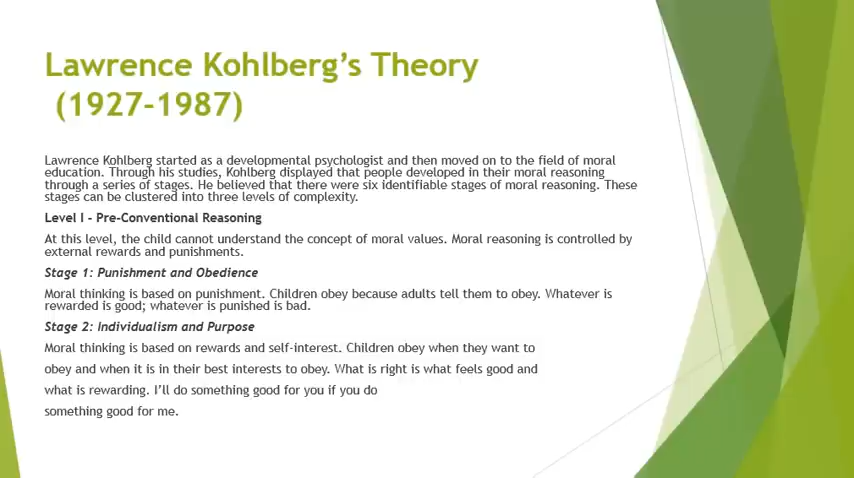 Lawrence Kohlberg’s Theory
(1927-1987)
Lawrence Kohlberg started as a developmental psychologist and then moved on to the field of moral
education. Through his studies, Kohlberg displayed that people developed in their moral reasoning
through a series of stages. He believed that there were six identifiable stages of moral reasoning. These
stages can be clustered into three levels of complexity.
Level I - Pre-Conventional Reasoning
At this level, the child cannot understand the concept of moral values. Moral reasoning is controlled by
external rewards and punishments.
Stage 1: Punishment and Obedience
Moral thinking is based on punishment. Children obey because adults tell them to obey. Whatever is
rewarded is good; whatever is punished is bad.
Stage 2: Individualism and Purpose
Moral thinking is based on rewards and self-interest. Children obey when they want to
obey and when it is in their best interests to obey. What is right is what feels good and
what is rewarding. I’ll do something good for you if you do
something good for me.